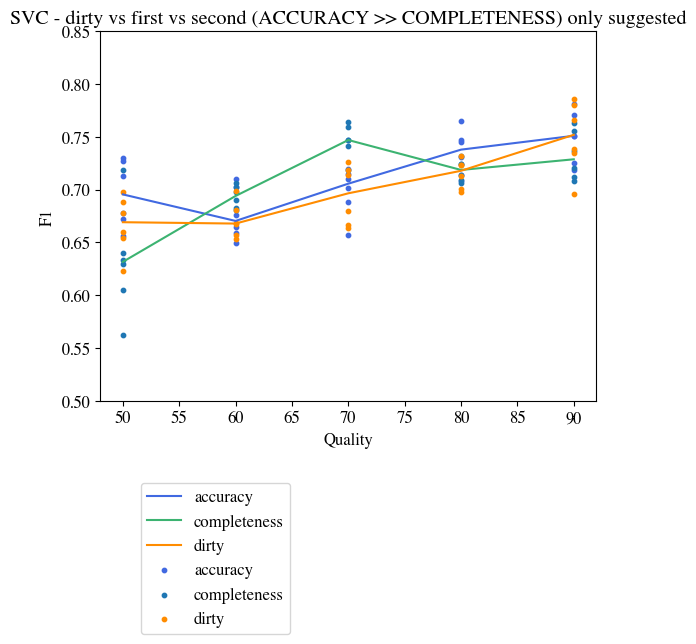 SVC - dirty vs first vs second (ACCURACY >> COMPLETENESS) only suggested
0.85
0.80
0.75
0.70
0.65
0.60
0.55
0.50
F1
50 55 60 65 70 75 80 85 90
Quality
accuracy
completeness
dirty
accuracy
completeness
dirty